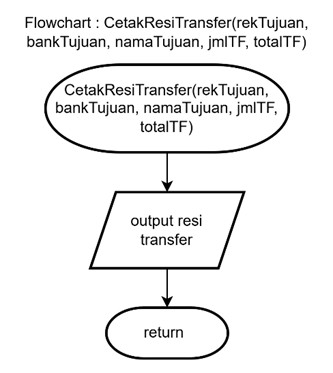 Flowchart : CetakResiTransfer(rekTujuan,
bankTujuan, namaTujuan, jmlTF, totalTF)
CetakResiTransfer(rekTujuan,
bankTujuan, namaTujuan, jmlTF,
totalTF)
output resi
transfer
return